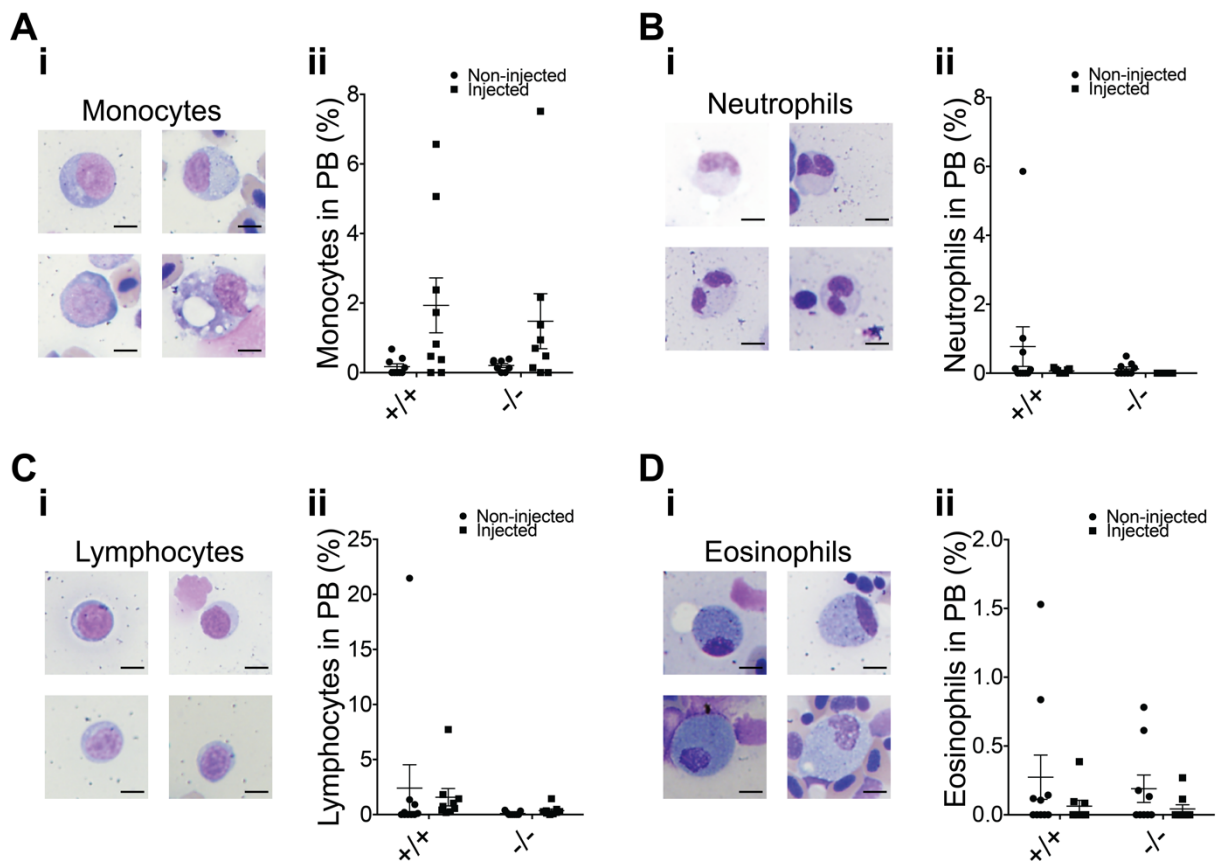 A
i
Monocytes
ii
Non-injected
Injected
Monocytes in PB (%)
8
6
4
2
0
+/+
-/-
B
i
Neutrophils
ii
Non-injected
Injected
Neutrophils in PB (%)
8
6
4
2
0
+/+
-/-
C
i
Lymphocytes
ii
Non-injected
Injected
Lymphocytes in PB (%)
25
20
15
10
5
0
+/+
-/-
D
i
Eosinophils
ii
Non-injected
Injected
Eosinophils in PB (%)
2.0
1.5
1.0
0.5
0.0
+/+
-/-